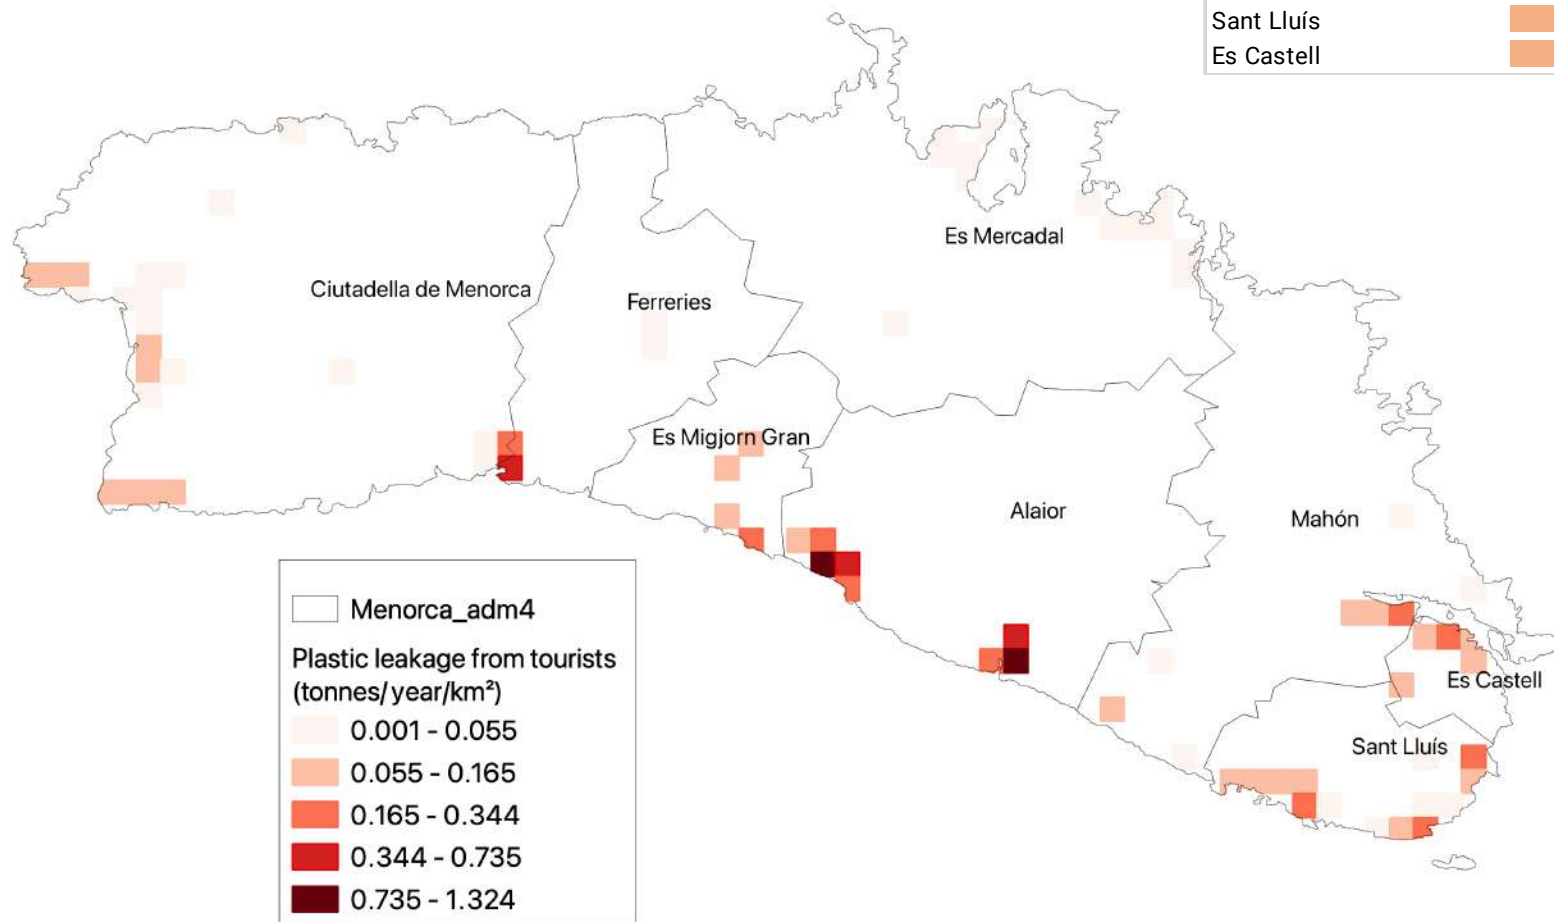 Sant Lluís
Es Castell
Es Mercadal
Ciutadella de Menorca
Ferreries
Es Migjorn Gran
Alaior
Mahón
Es Castell
Sant Lluís
Menorca_adm4
Plastic leakage from tourists
(tonnes/year/km²)
0.001 - 0.055
0.055 - 0.165
0.165 - 0.344
0.344 - 0.735
0.735 - 1.324